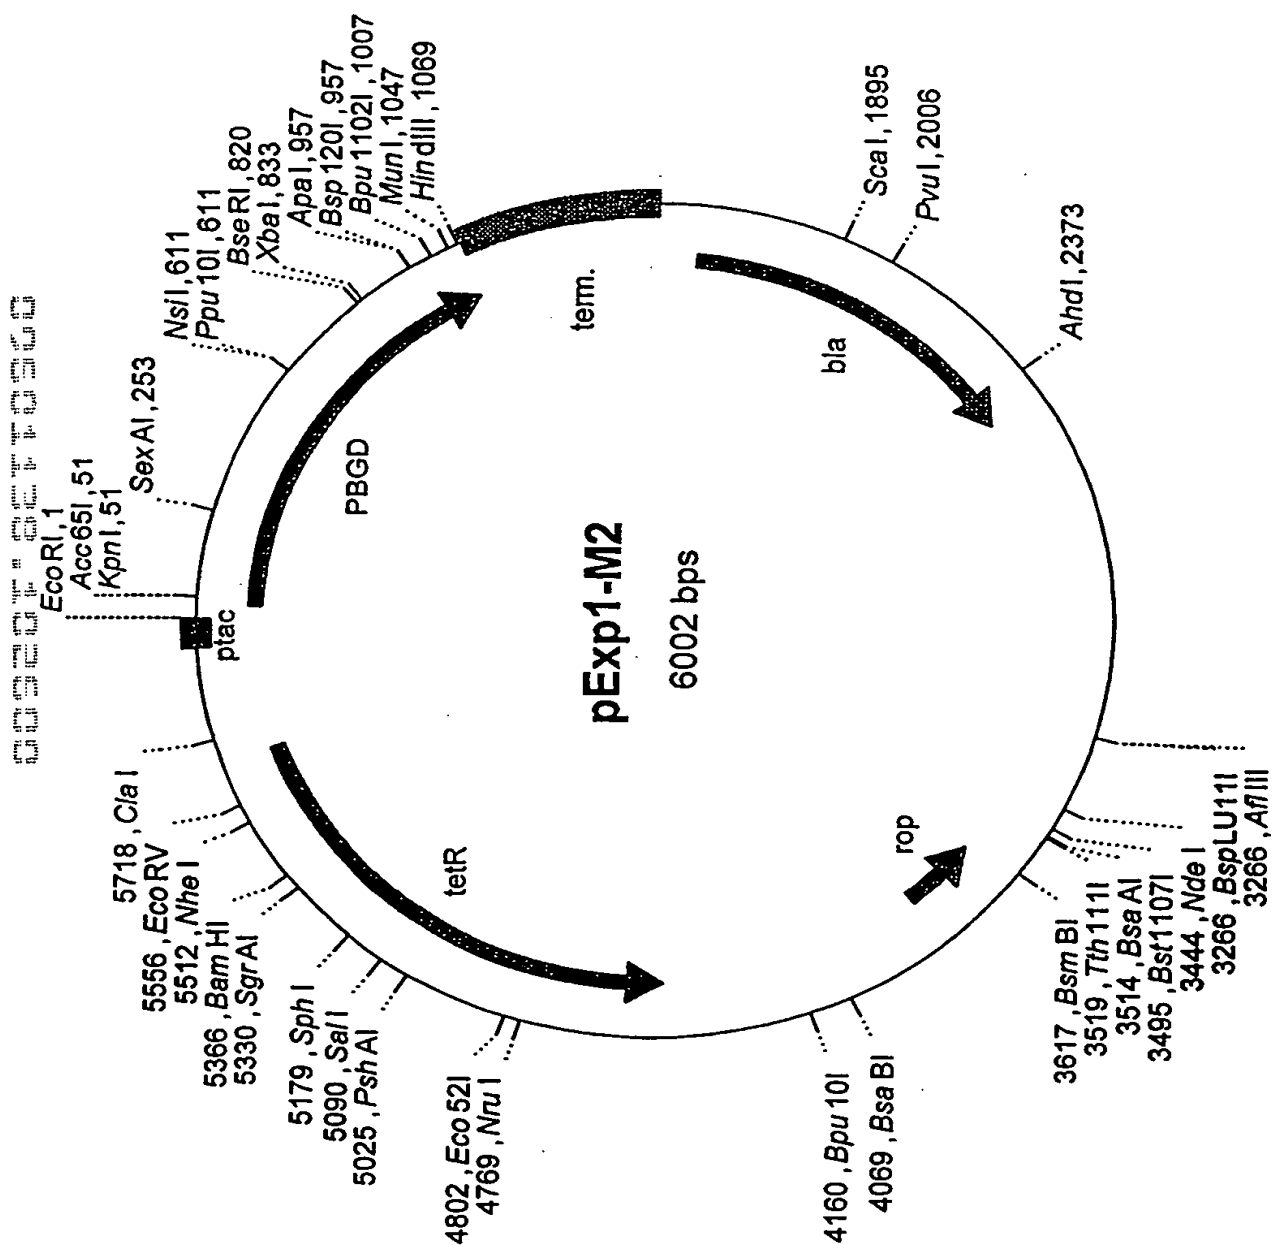 EcoRI, 1
Acc65I, 51
KpnI, 51
SexAI, 253
NsiI, 611
Ppu10I, 611
BseRI, 820
XbaI, 833
ApaI, 957
Bsp120I, 957
Bpu1102I, 1007
MunI, 1047
HindIII, 1069
ScaI, 1895
PvuI, 2006
AhdI, 2373
ptac
PBGD
term.
bla
pExp1-M2
6002 bps
tetR
rop
5718, ClaI
5556, EcoRV
5512, NheI
5366, BamHI
5330, SgrAI
5179, SphI
5090, SalI
5025, PshAI
4802, Eco52I
4769, NruI
4160, Bpu10I
4069, BsaBI
3617, BsmBI
3519, Tth111I
3514, BsaAI
3495, Bst1107I
3444, NdeI
3266, BspLU11I
3266, AflIII